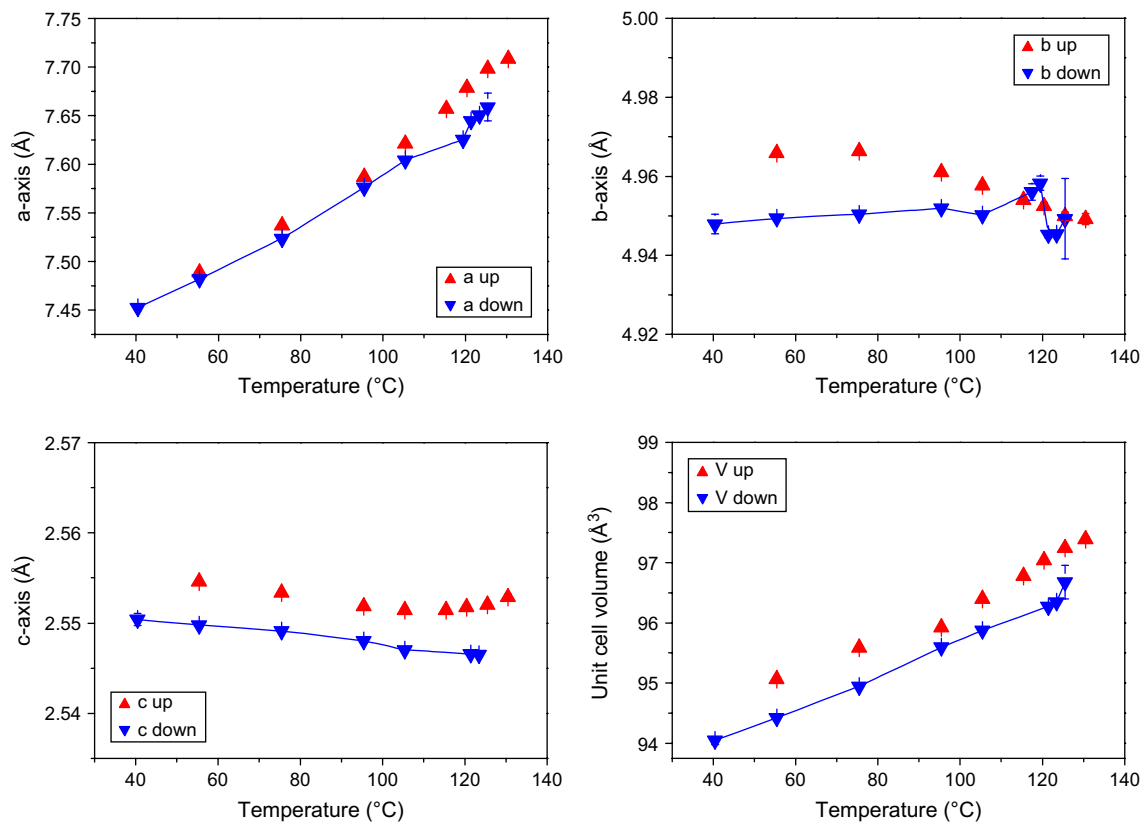 7.75
7.70
7.65
7.60
7.55
7.50
7.45
a-axis (Å)
a up
a down
40 60 80 100 120 140
Temperature (°C)
5.00
4.98
4.96
4.94
4.92
b-axis (Å)
b up
b down
40 60 80 100 120 140
Temperature (°C)
2.57
2.56
2.55
2.54
c-axis (Å)
c up
c down
40 60 80 100 120 140
Temperature (°C)
99
98
97
96
95
94
Unit cell volume (Å³)
V up
V down
40 60 80 100 120 140
Temperature (°C)